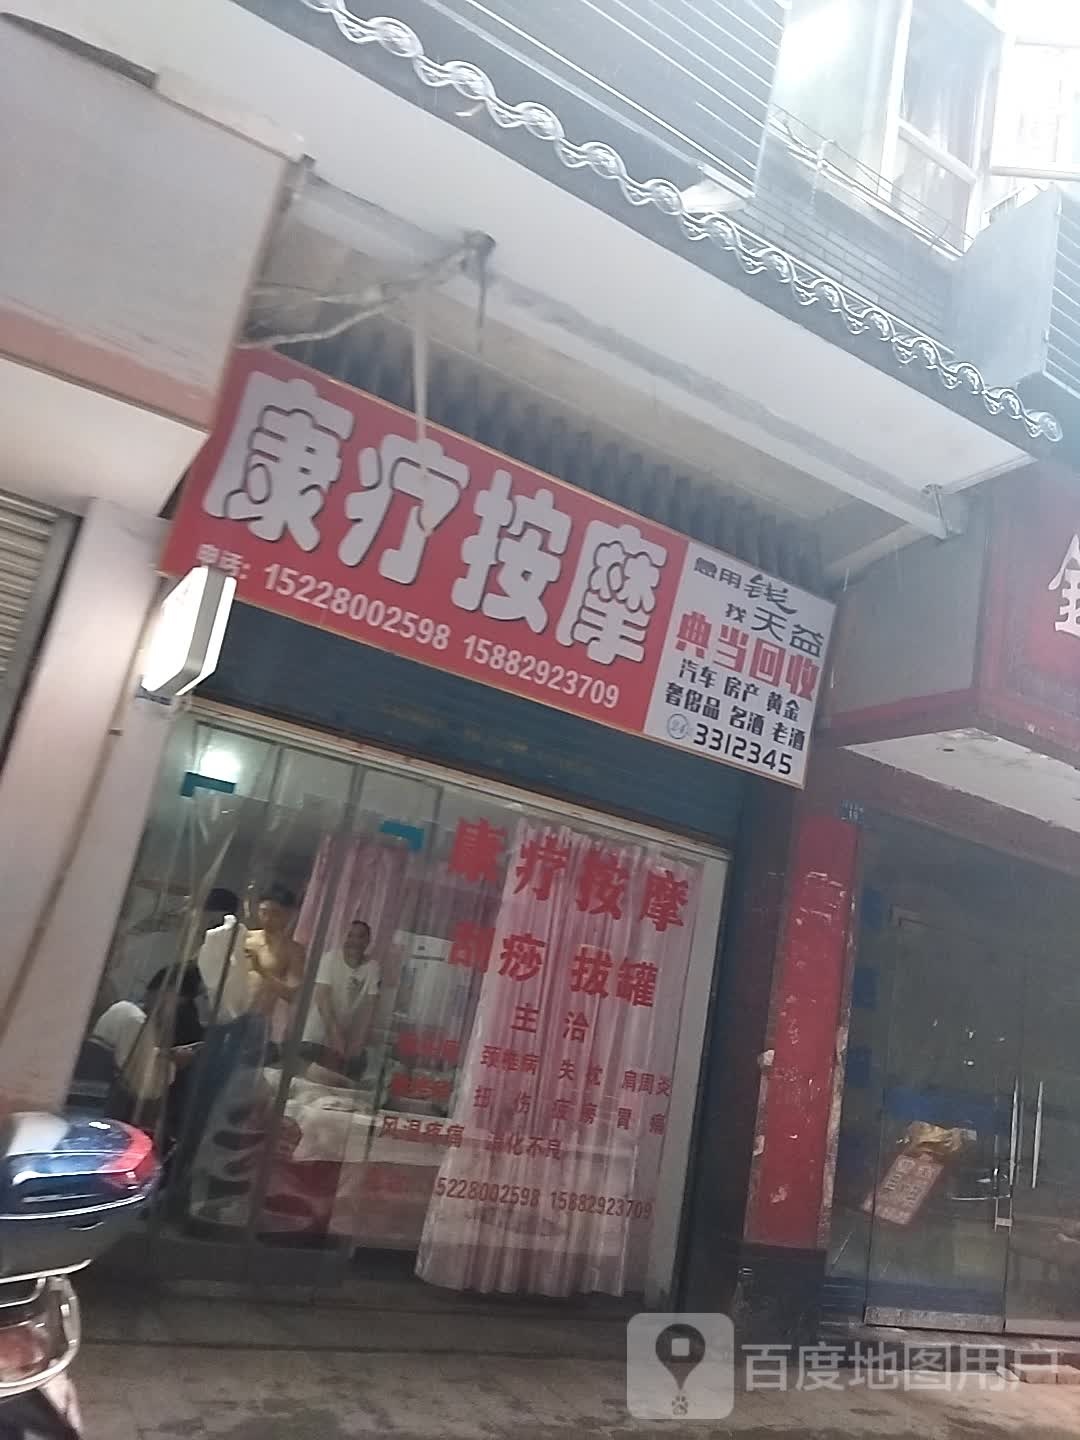 康疗按摩
电话: 15228002598 15882923709
急用钱
找天益
典当回收
汽车 房产 黄金
奢侈品 名酒 老酒
24 3312345
康疗按摩
刮痧 拔罐
主治
颈椎病 失枕 肩周炎
扭伤 胃痛
风湿疼痛 消化不良
15228002598 15882923709
百度地图用户